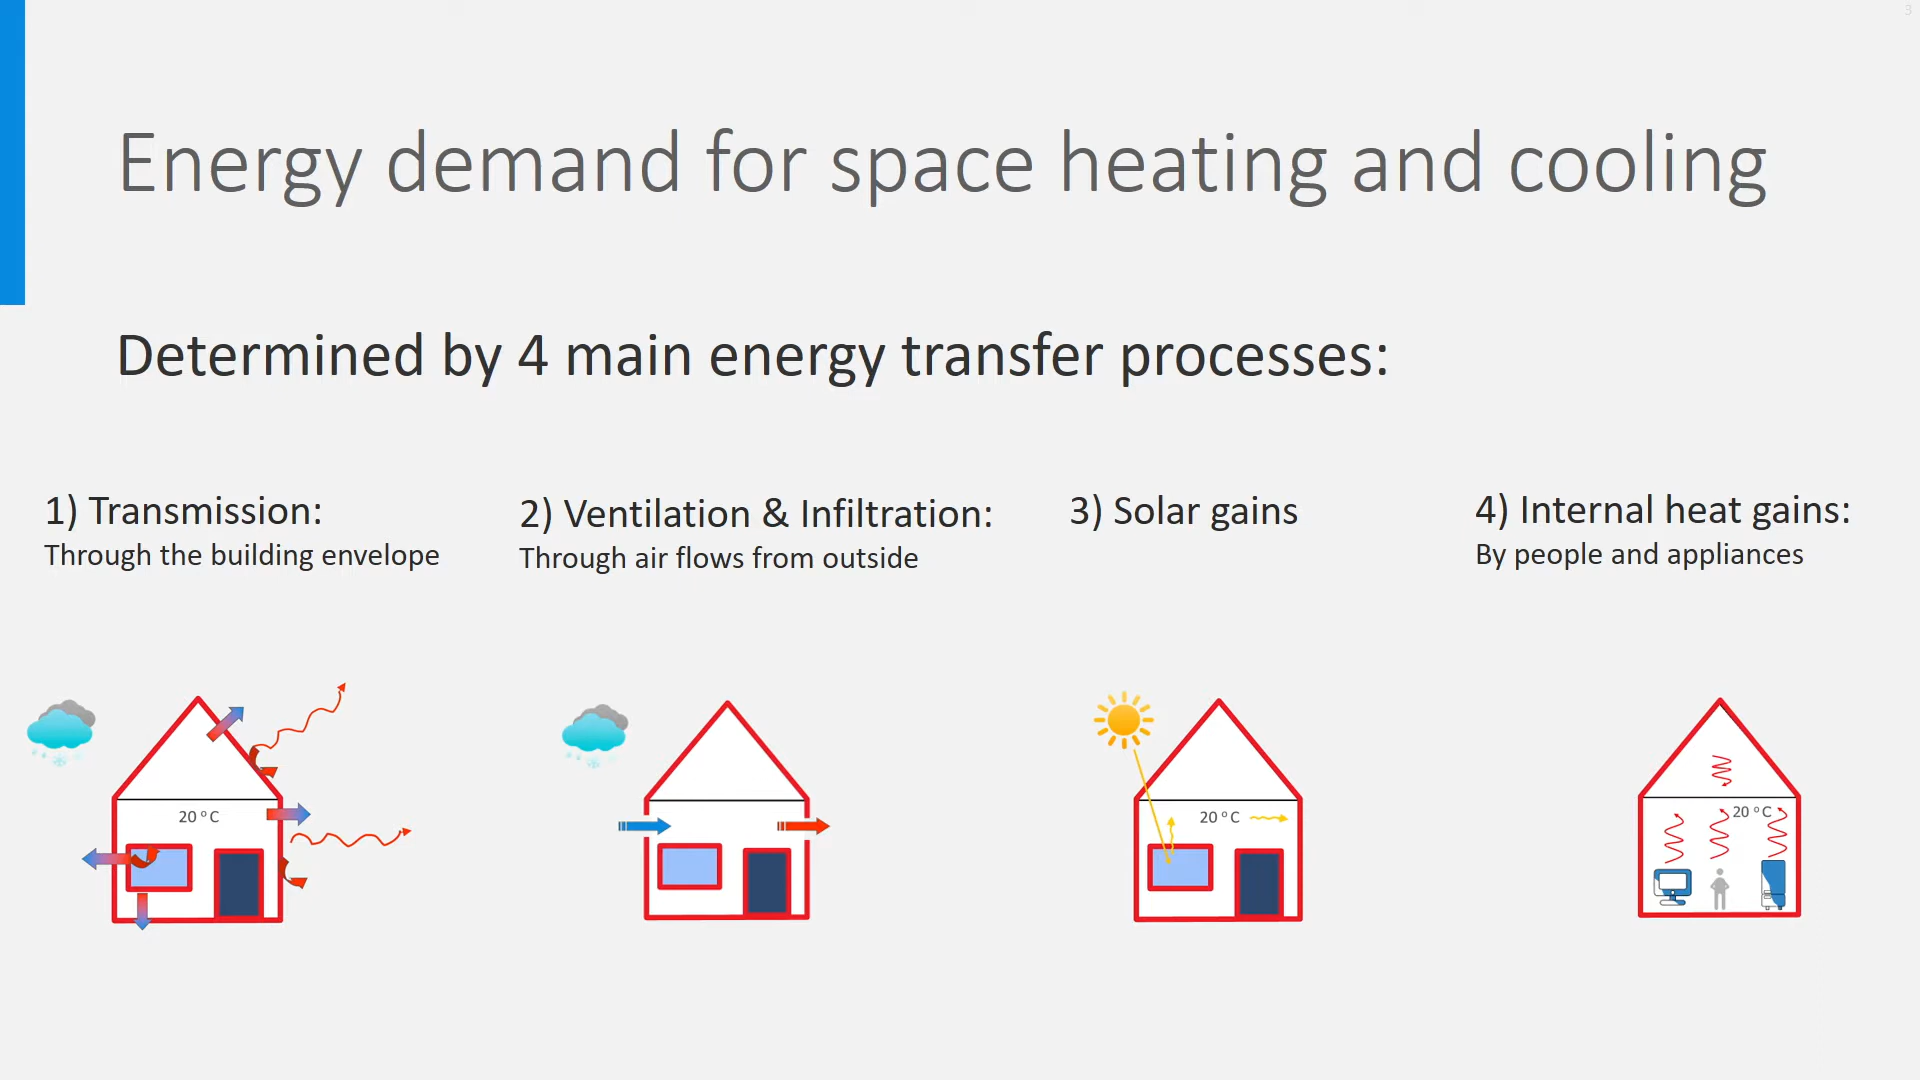 3
Energy demand for space heating and cooling
Determined by 4 main energy transfer processes:
1) Transmission:
Through the building envelope
2) Ventilation & Infiltration:
Through air flows from outside
3) Solar gains
4) Internal heat gains:
By people and appliances
20 ° C
20 ° C
20 ° C